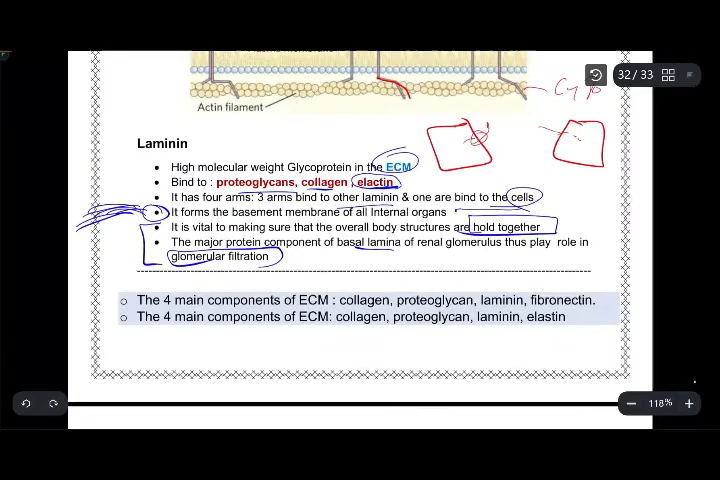 32 / 33
Actin filament
Cyto
Laminin
• High molecular weight Glycoprotein in the ECM
• Bind to : proteoglycans, collagen , elactin
• It has four arms: 3 arms bind to other laminin & one are bind to the cells
• It forms the basement membrane of all Internal organs
• It is vital to making sure that the overall body structures are hold together
• The major protein component of basal lamina of renal glomerulus thus play role in
glomerular filtration
o The 4 main components of ECM : collagen, proteoglycan, laminin, fibronectin.
o The 4 main components of ECM: collagen, proteoglycan, laminin, elastin
118%